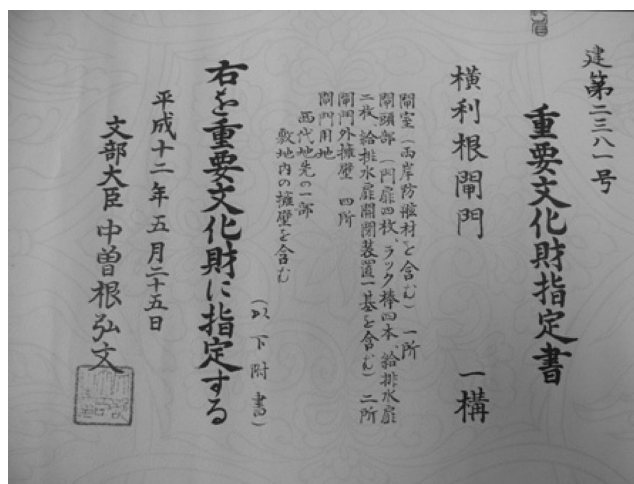 建第二三八一号
重要文化財指定書
横利根閘門 一構
閘室(両岸防舷材を含む) 一所
閘頭部(門扉四枚、ラック棒四本、給排水扉
二枚、給排水扉開閉装置一基を含む) 二所
閘門外擁壁 四所
閘門用地
西代地先の一部
敷地内の擁壁を含む
(以下附書)
右を重要文化財に指定する
平成十二年五月二十五日
文部大臣 中曽根弘文